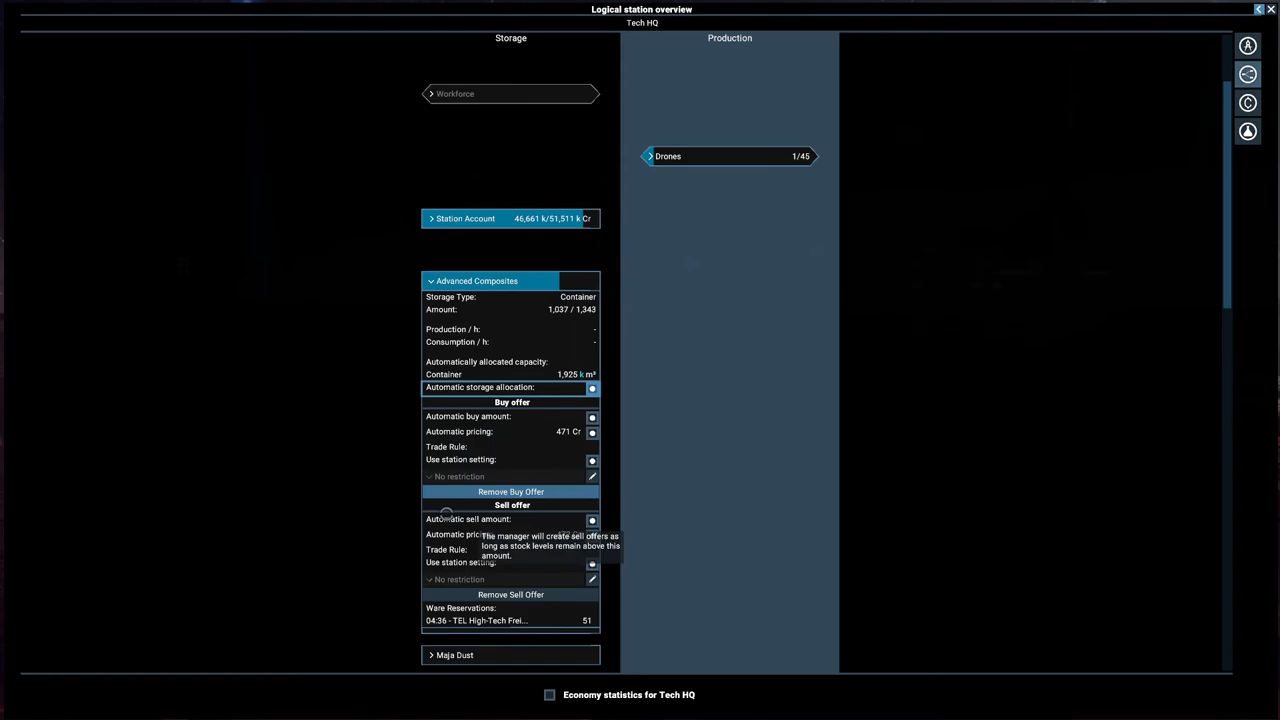 Logical station overview
Tech HQ
Storage
Production
Workforce
Drones 1/45
Station Account 46,661 k/51,511 k Cr
Advanced Composites
Storage Type: Container
Amount: 1,037 / 1,343
Production / h: -
Consumption / h: -
Automatically allocated capacity:
Container 1,925 k m³
Automatic storage allocation:
Buy offer
Automatic buy amount:
Automatic pricing: 471 Cr
Trade Rule:
Use station setting:
No restriction
Remove Buy Offer
Sell offer
Automatic sell amount:
Automatic
The manager will create sell offers as
long as stock levels remain above this
amount.
Trade Rule:
Use station setting:
No restriction
Remove Sell Offer
Ware Reservations:
04:36 - TEL High-Tech Frei... 51
Maja Dust
Economy statistics for Tech HQ